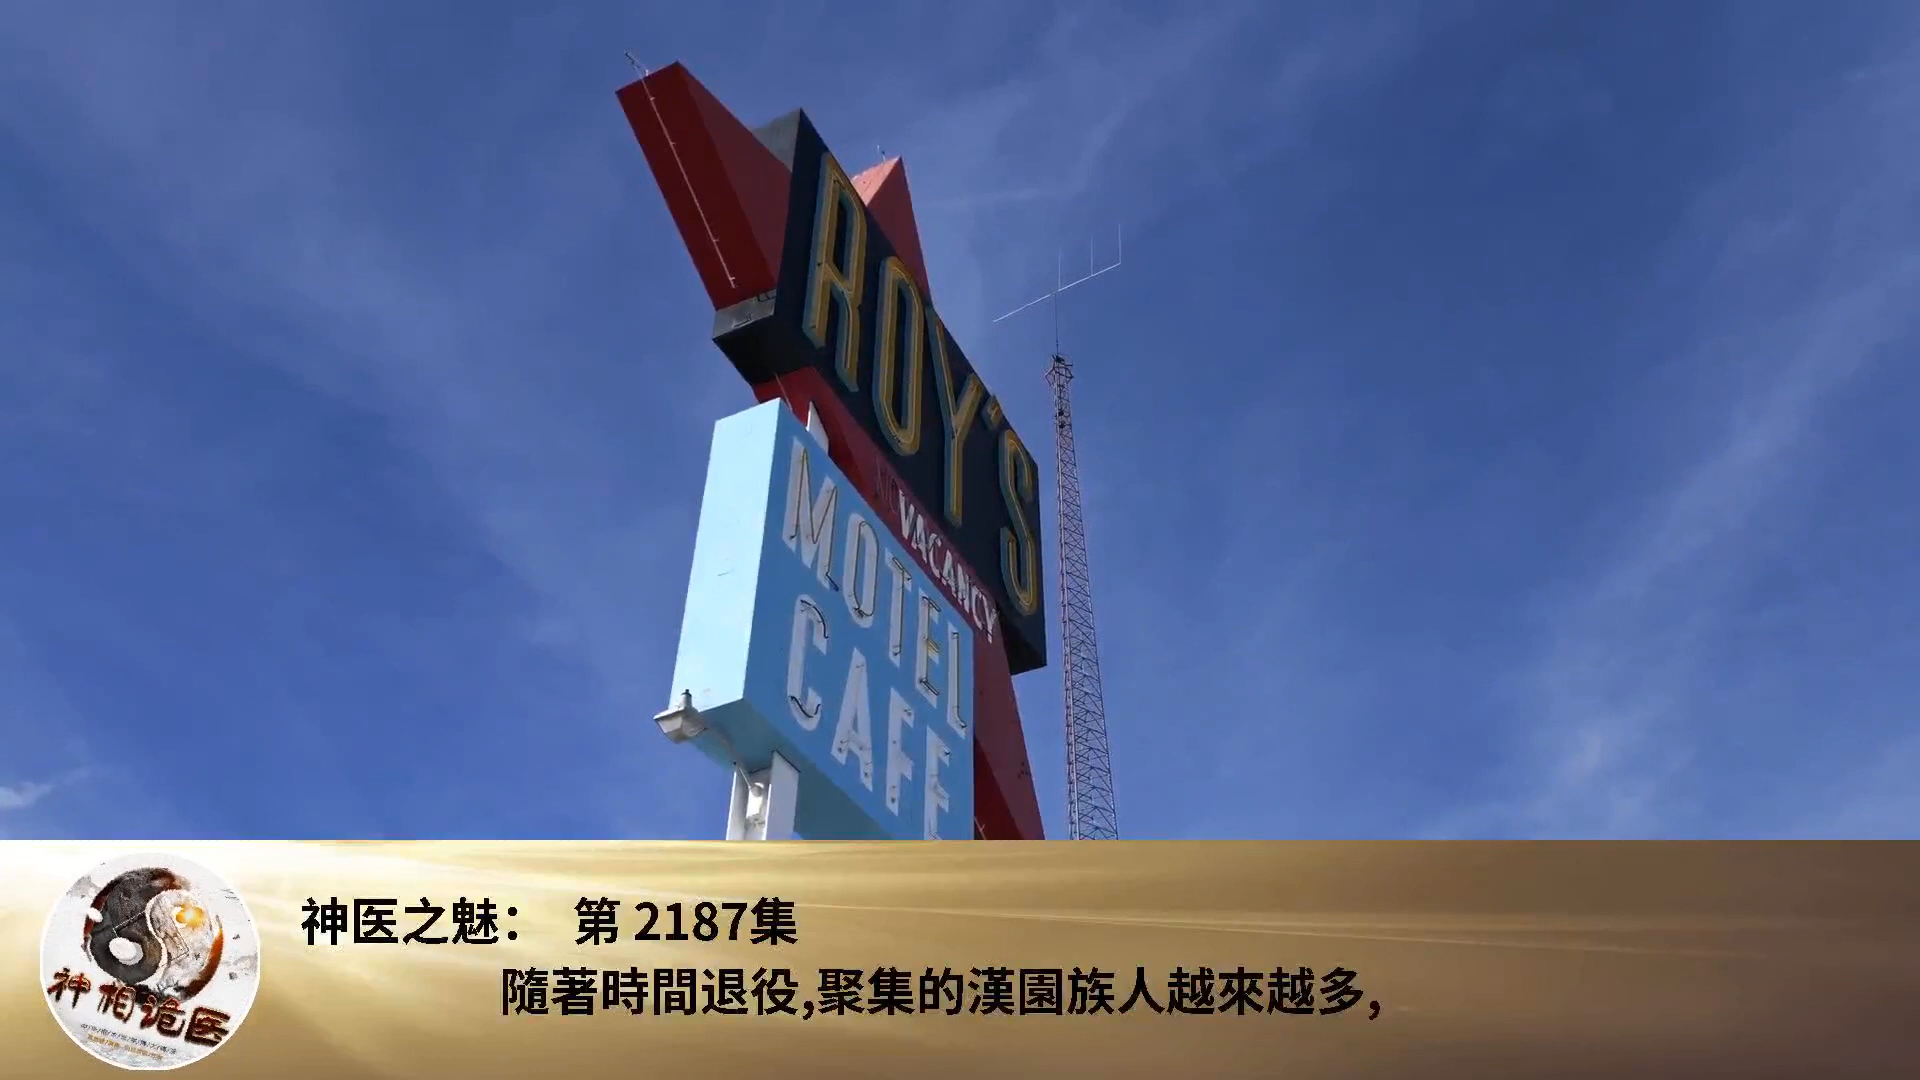 ROY'S
VACANCY
MOTEL
CAFE
神医之魅： 第 2187集
隨著時間退役,聚集的漢園族人越來越多,
神相诡医